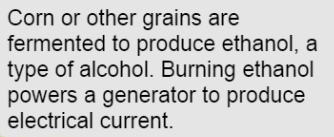 Corn or other grains are
fermented to produce ethanol, a
type of alcohol. Burning ethanol
powers a generator to produce
electrical current.